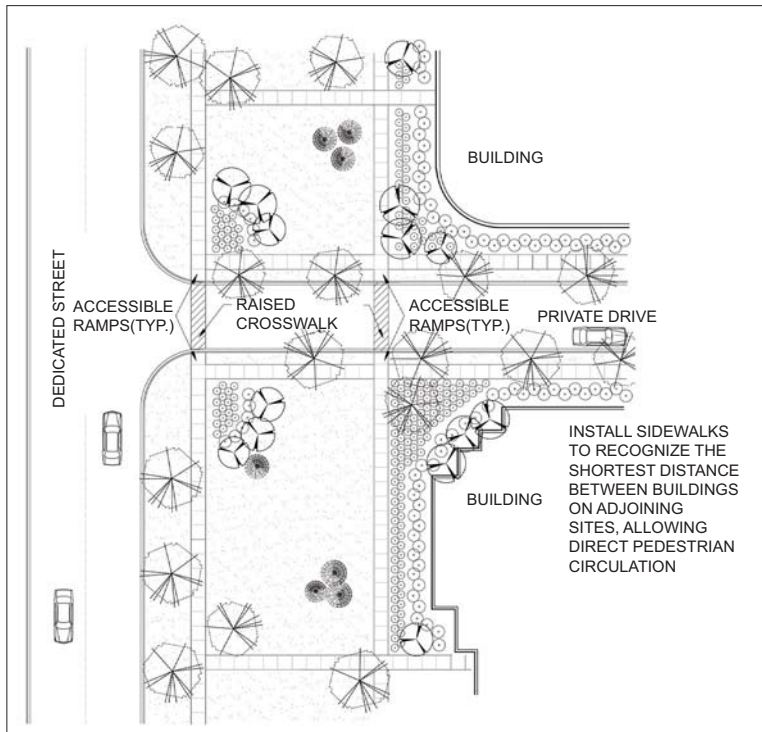 BUILDING
DEDICATED STREET
ACCESSIBLE
RAMPS(TYP.)
RAISED
CROSSWALK
ACCESSIBLE
RAMPS(TYP.)
PRIVATE DRIVE
BUILDING
INSTALL SIDEWALKS
TO RECOGNIZE THE
SHORTEST DISTANCE
BETWEEN BUILDINGS
ON ADJOINING
SITES, ALLOWING
DIRECT PEDESTRIAN
CIRCULATION